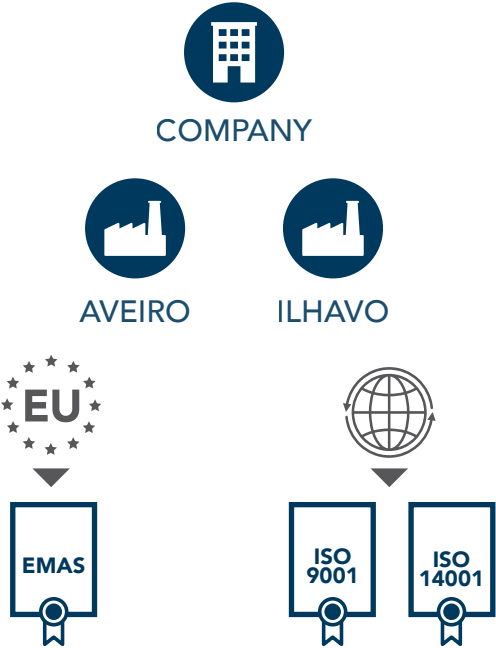 COMPANY
AVEIRO
ILHAVO
EU
EMAS
ISO
9001
ISO
14001